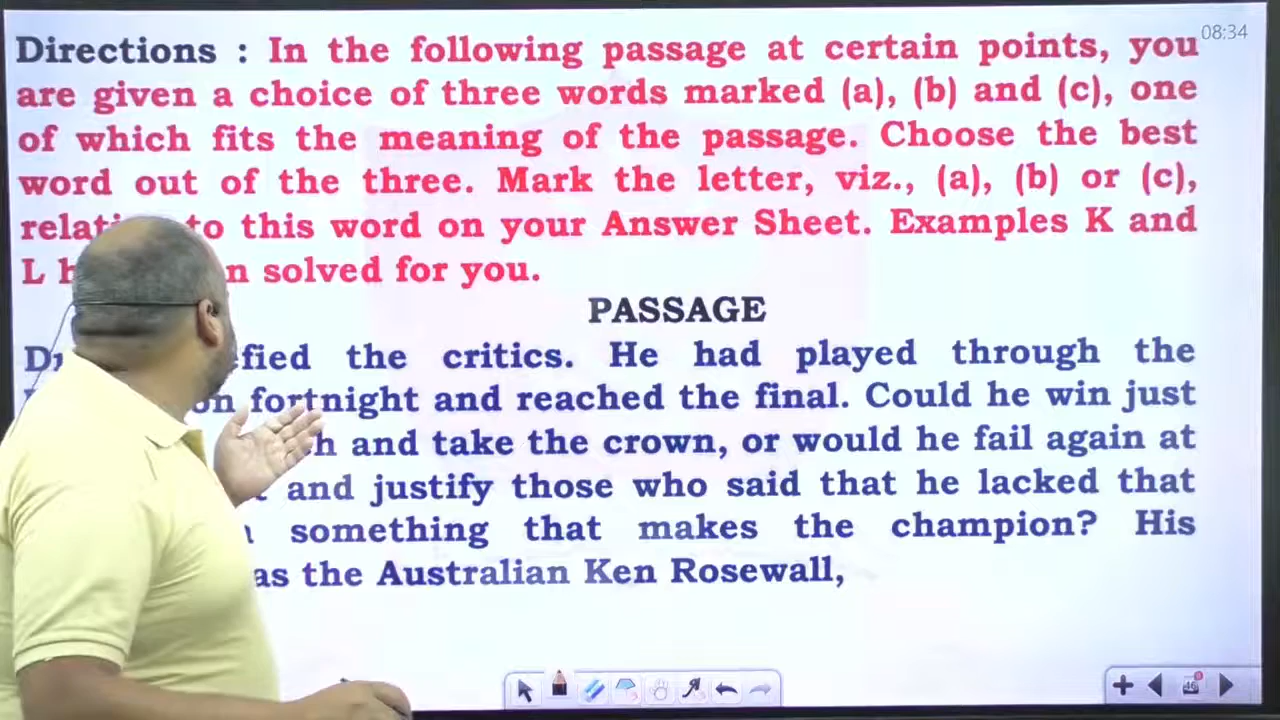 08:34
Directions : In the following passage at certain points, you
are given a choice of three words marked (a), (b) and (c), one
of which fits the meaning of the passage. Choose the best
word out of the three. Mark the letter, viz., (a), (b) or (c),
to this word on your Answer Sheet. Examples K and
L solved for you.
PASSAGE
the critics. He had played through the
fortnight and reached the final. Could he win just
and take the crown, or would he fail again at
and justify those who said that he lacked that
something that makes the champion? His
as the Australian Ken Rosewall,
46